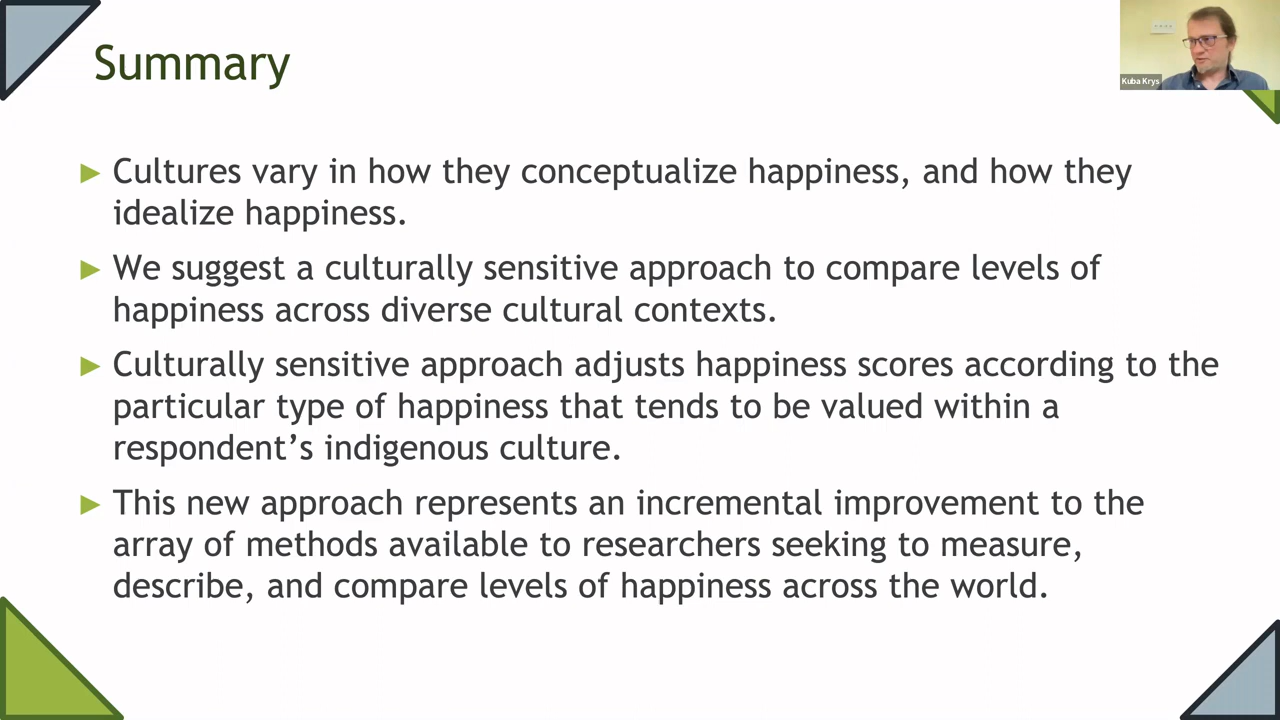 Summary
Kuba Krys
► Cultures vary in how they conceptualize happiness, and how they
idealize happiness.
► We suggest a culturally sensitive approach to compare levels of
happiness across diverse cultural contexts.
► Culturally sensitive approach adjusts happiness scores according to the
particular type of happiness that tends to be valued within a
respondent’s indigenous culture.
► This new approach represents an incremental improvement to the
array of methods available to researchers seeking to measure,
describe, and compare levels of happiness across the world.